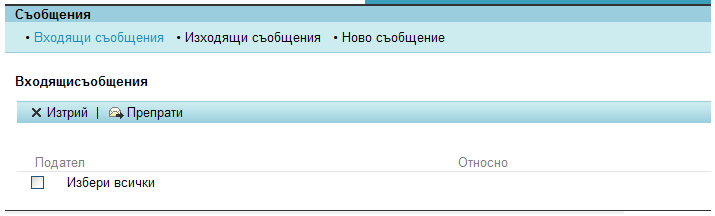 Съобщения
• Входящи съобщения • Изходящи съобщения • Ново съобщение
Входящисъобщения
Изтрий | Препрати
Подател Относно
Избери всички